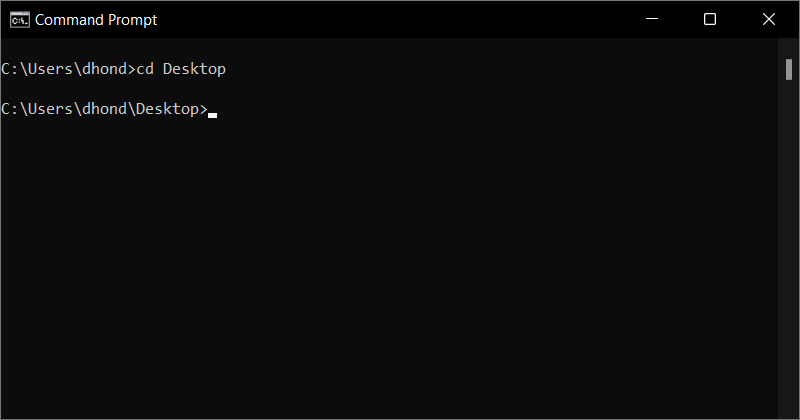 Command Prompt
C:\Users\dhond>cd Desktop
C:\Users\dhond\Desktop>